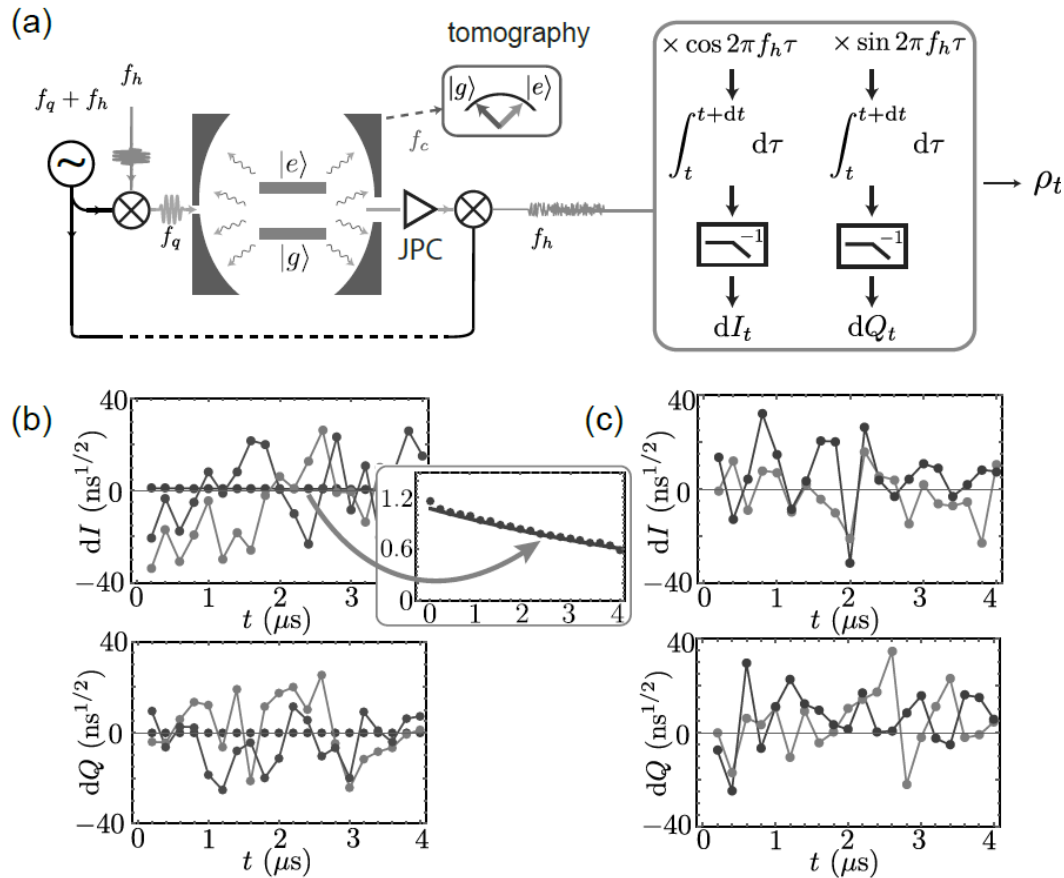 (a)
tomography
f_h
f_q + f_h
~
|g⟩ |e⟩
f_c
|e⟩
|g⟩
f_q
JPC
f_h
× cos 2πf_hτ × sin 2πf_hτ
∫_t^{t+dt} dτ ∫_t^{t+dt} dτ
−1 −1
dI_t dQ_t
ρ_t
(b)
40
0
−40
dI (ns^{1/2})
0 1 2 3
t (μs)
1.2
0.6
0
0 1 2 3 4
40
0
−40
dQ (ns^{1/2})
0 1 2 3 4
t (μs)
(c)
40
0
−40
dI (ns^{1/2})
0 1 2 3 4
t (μs)
40
0
−40
dQ (ns^{1/2})
0 1 2 3 4
t (μs)